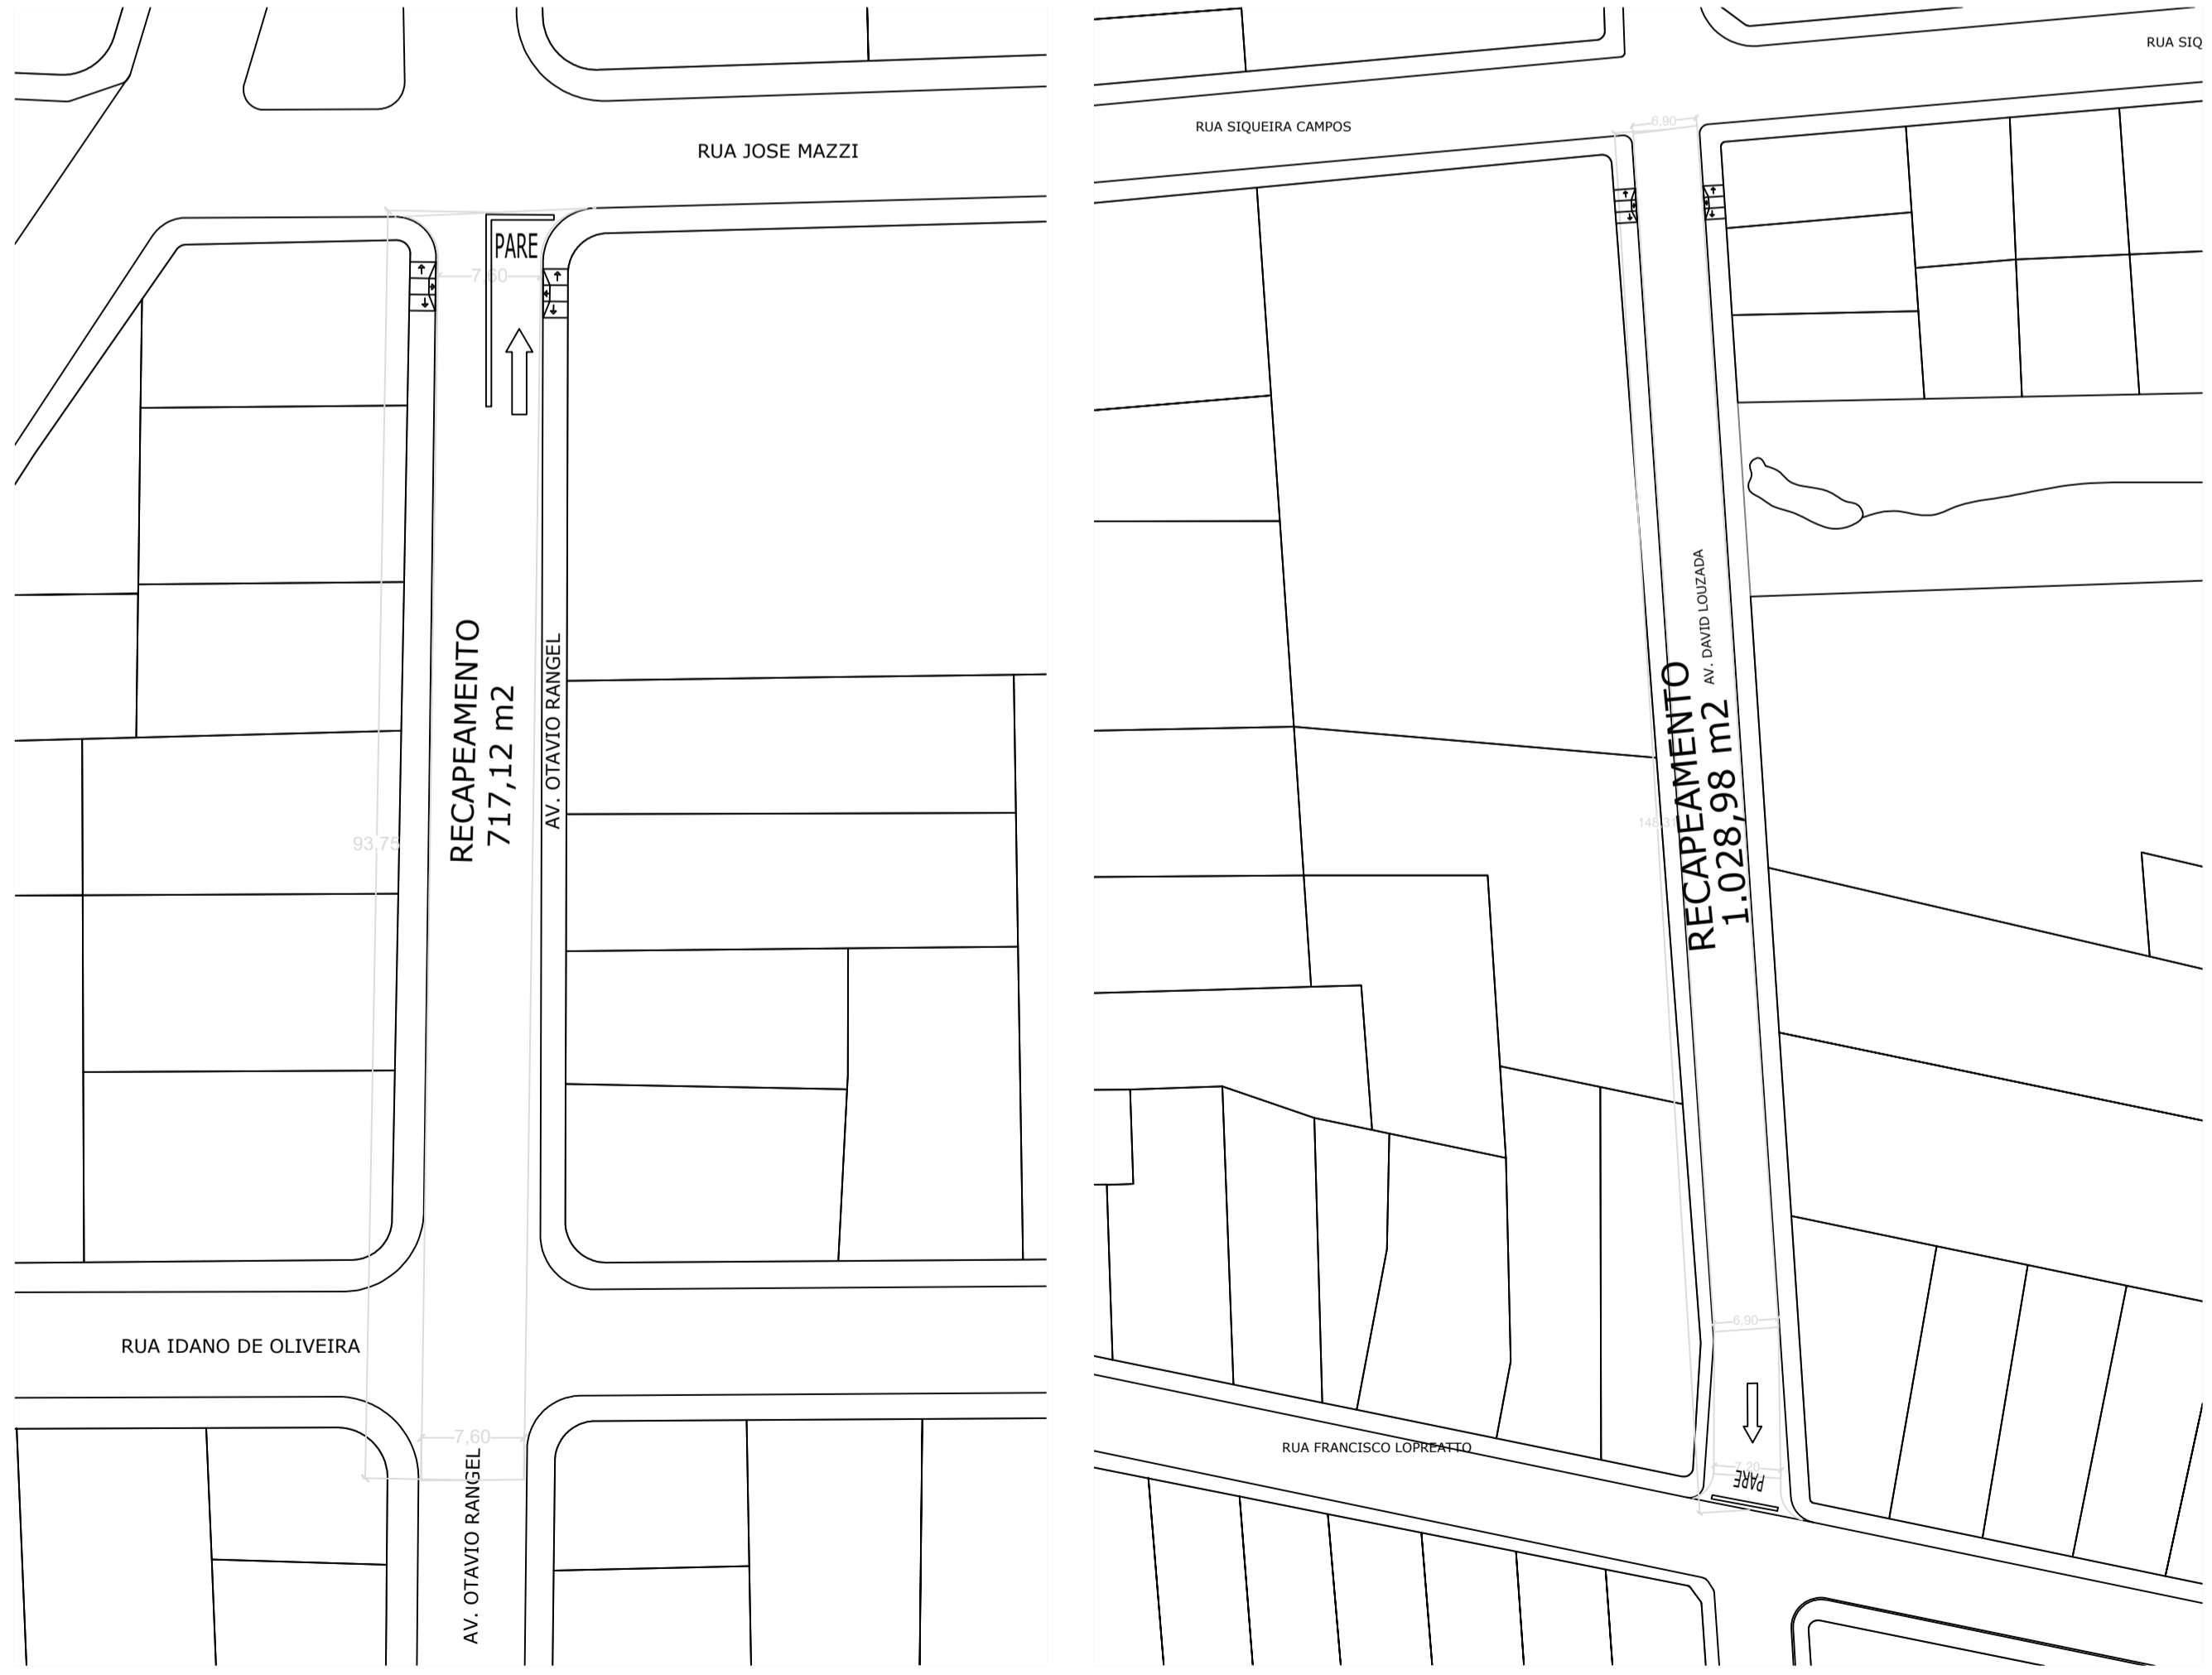 RUA JOSE MAZZI
PARE
7,60
RECAPEAMENTO
717,12 m2
AV. OTAVIO RANGEL
93,75
RUA IDANO DE OLIVEIRA
7,60
AV. OTAVIO RANGEL
RUA SIQ
6,90
RUA SIQUEIRA CAMPOS
AV. DAVID LOUZADA
RECAPEAMENTO
1.028,98 m2
6,90
RUA FRANCISCO LOPREATTO
7,20
PARE